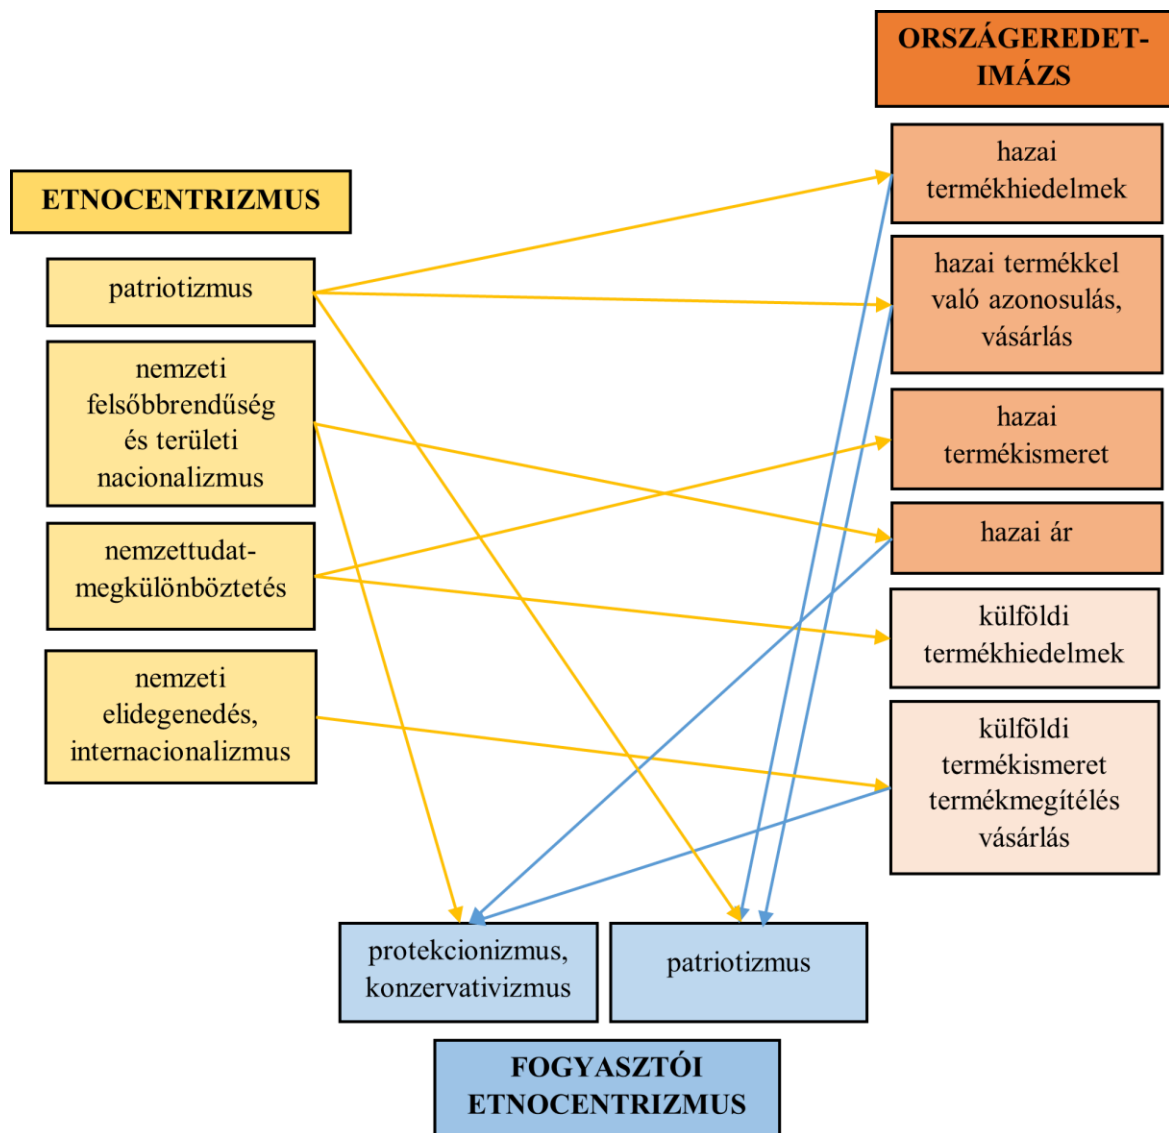 ETNOCENTRIZMUS
patriotizmus
nemzeti
felsőbbrendűség
és területi
nacionalizmus
nemzettudat-
megkülönböztetés
nemzeti
elidegenedés,
internacionalizmus
ORSZÁGEREDET-
IMÁZS
hazai
termékhiedelmek
hazai termékkel
való azonosulás,
vásárlás
hazai
termékismeret
hazai ár
külföldi
termékhiedelmek
külföldi
termékismeret
termékmegítélés
vásárlás
protekcionizmus,
konzervativizmus
patriotizmus
FOGYASZTÓI
ETNOCENTRIZMUS